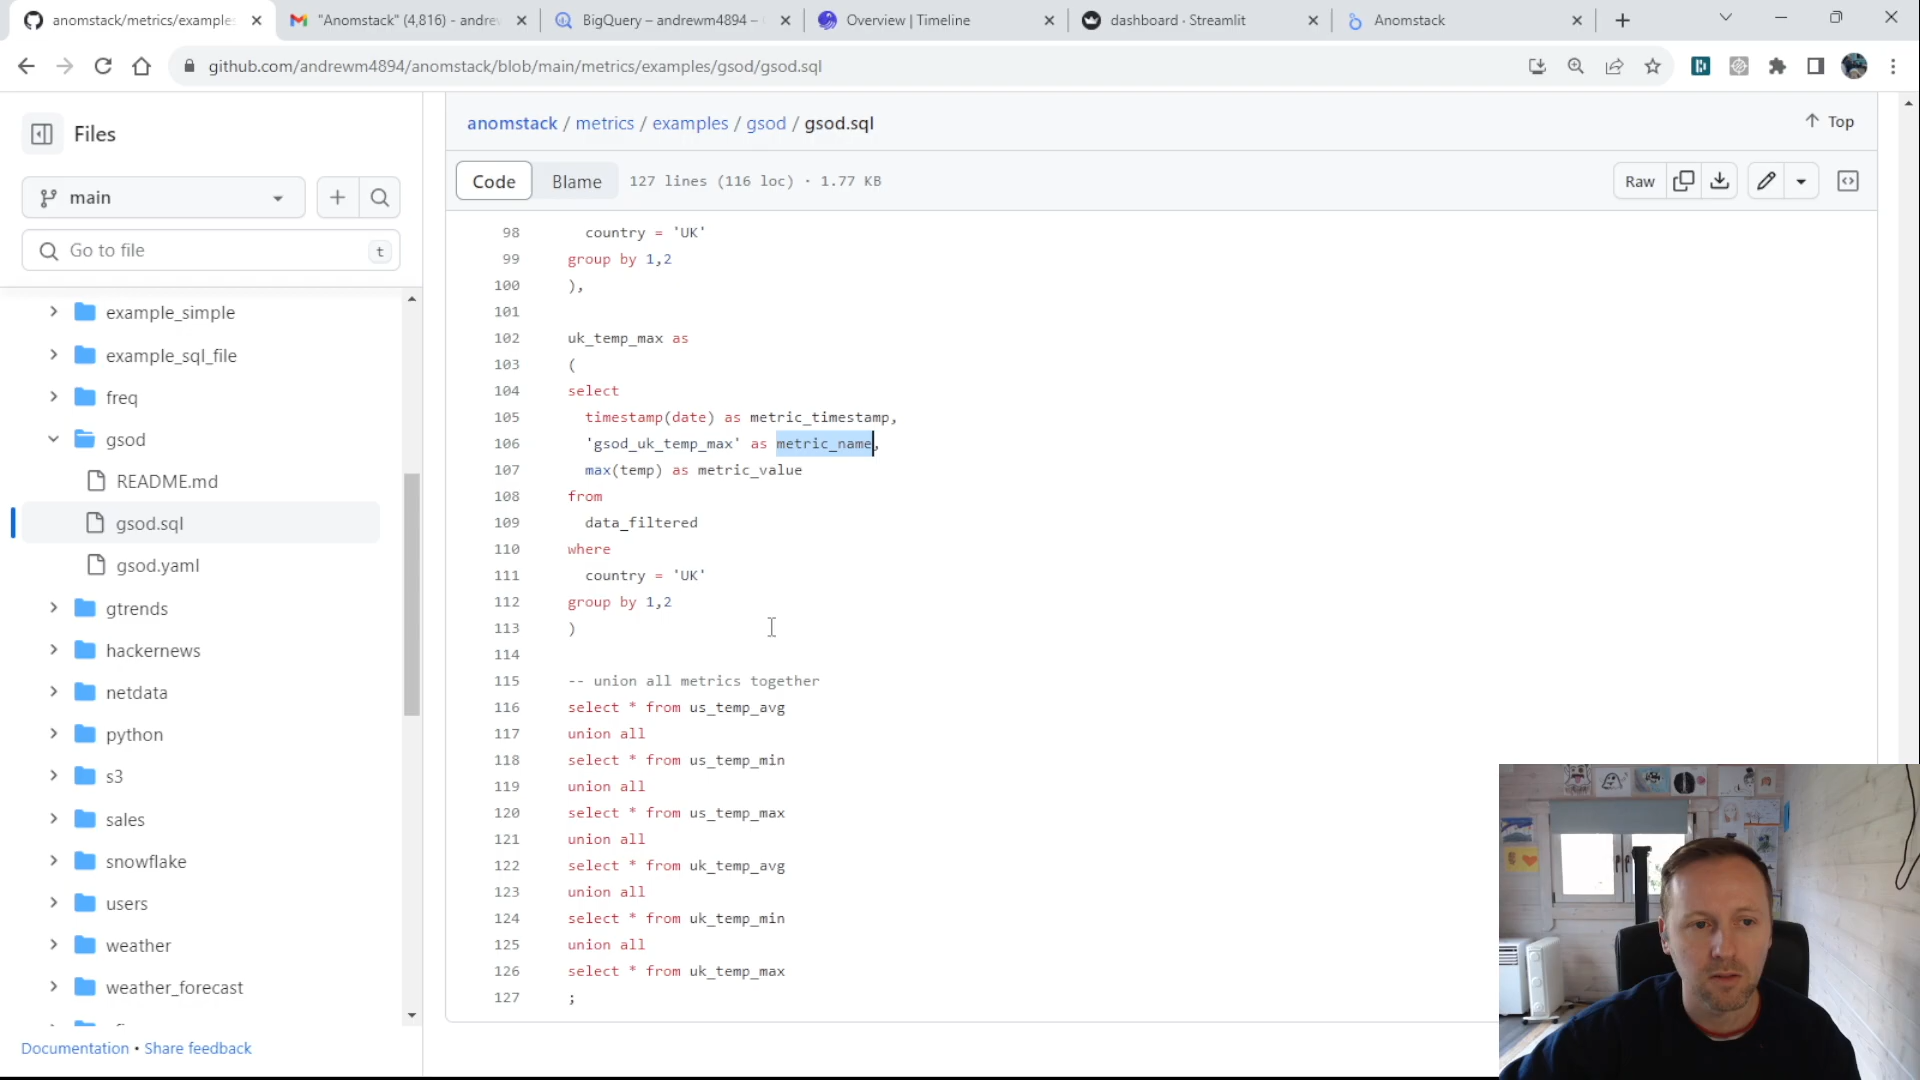 anomstack/metrics/examples
"Anomstack" (4,816) - andrew
BigQuery – andrewm4894 –
Overview | Timeline
dashboard · Streamlit
Anomstack
github.com/andrewm4894/anomstack/blob/main/metrics/examples/gsod/gsod.sql
Files
main
Go to file
t
example_simple
example_sql_file
freq
gsod
README.md
gsod.sql
gsod.yaml
gtrends
hackernews
netdata
python
s3
sales
snowflake
users
weather
weather_forecast
Documentation • Share feedback
anomstack / metrics / examples / gsod / gsod.sql
Top
Code
Blame
127 lines (116 loc) · 1.77 KB
Raw
98 country = 'UK'
99 group by 1,2
100 ),
101
102 uk_temp_max as
103 (
104 select
105 timestamp(date) as metric_timestamp,
106 'gsod_uk_temp_max' as metric_name,
107 max(temp) as metric_value
108 from
109 data_filtered
110 where
111 country = 'UK'
112 group by 1,2
113 )
114
115 -- union all metrics together
116 select * from us_temp_avg
117 union all
118 select * from us_temp_min
119 union all
120 select * from us_temp_max
121 union all
122 select * from uk_temp_avg
123 union all
124 select * from uk_temp_min
125 union all
126 select * from uk_temp_max
127 ;